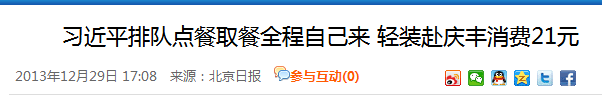 习近平排队点餐取餐全程自己来 轻装赴庆丰消费21元
2013年12月29日 17:08 来源：北京日报 参与互动(0)